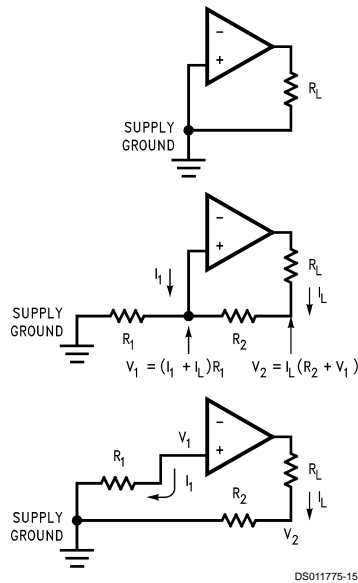 −
+
R_L
SUPPLY
GROUND
−
+
I_1
R_L
I_L
SUPPLY
GROUND
R_1
R_2
V_1 = (I_1 + I_L)R_1
V_2 = I_L(R_2 + V_1)
−
+
V_1
R_1
I_1
R_L
I_L
R_2
SUPPLY
GROUND
V_2
DS011775-15